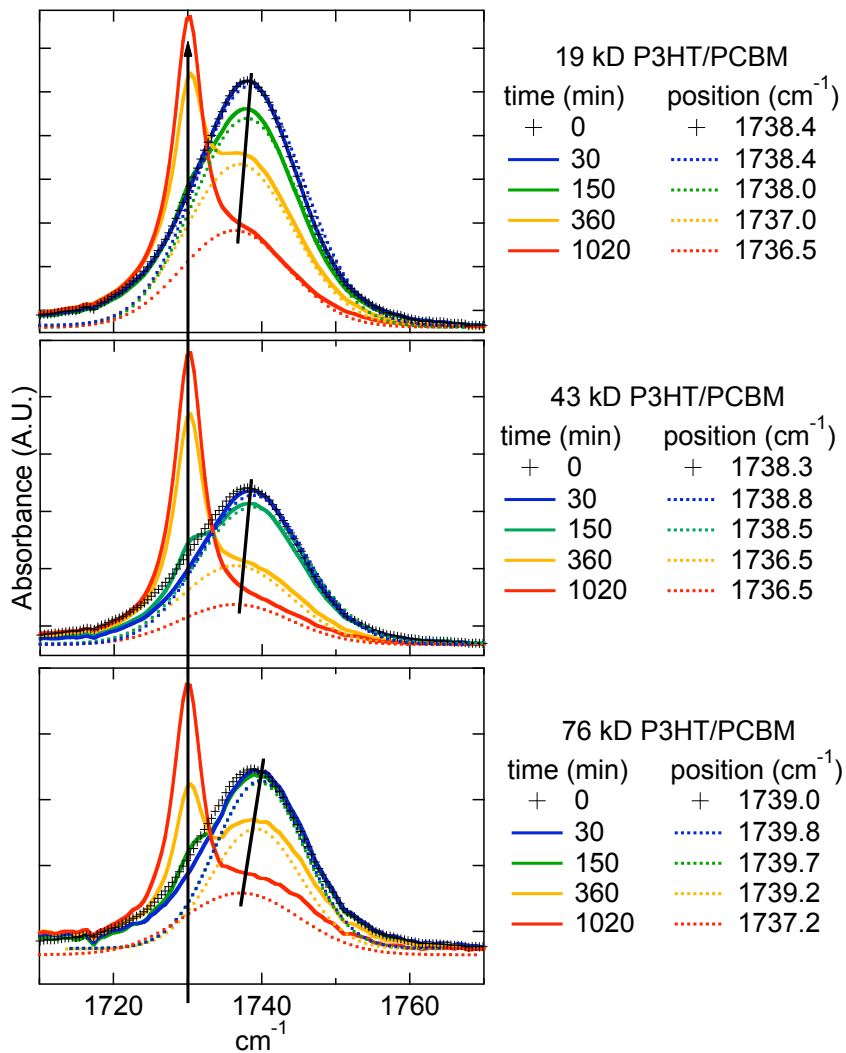 19 kD P3HT/PCBM
time (min) position (cm⁻¹)
+ 0 + 1738.4
30 1738.4
150 1738.0
360 1737.0
1020 1736.5
43 kD P3HT/PCBM
time (min) position (cm⁻¹)
+ 0 + 1738.3
30 1738.8
150 1738.5
360 1736.5
1020 1736.5
Absorbance (A.U.)
76 kD P3HT/PCBM
time (min) position (cm⁻¹)
+ 0 + 1739.0
30 1739.8
150 1739.7
360 1739.2
1020 1737.2
1720 1740 1760
cm⁻¹